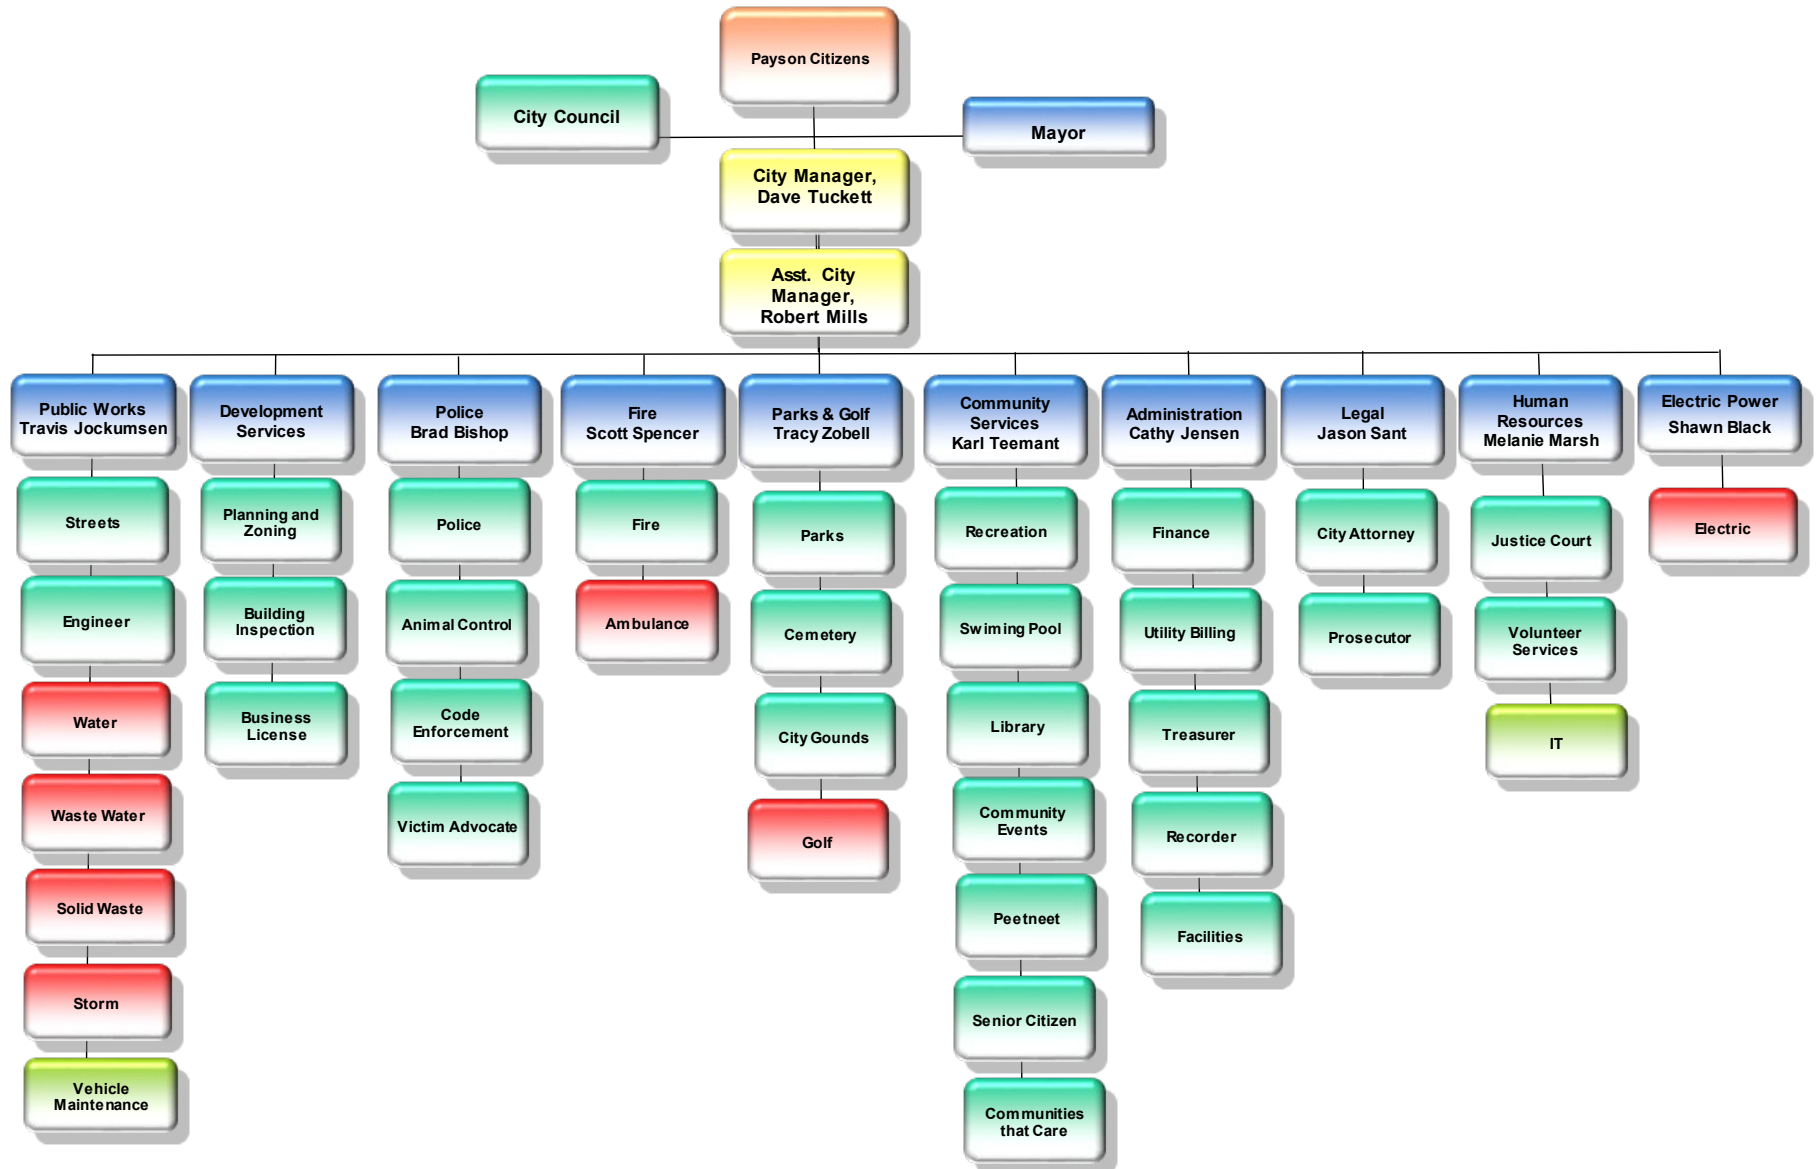 Payson Citizens
City Council
Mayor
City Manager,
Dave Tuckett
Asst. City
Manager,
Robert Mills
Public Works
Travis Jockumsen
Development
Services
Police
Brad Bishop
Fire
Scott Spencer
Parks & Golf
Tracy Zobell
Community
Services
Karl Teemant
Administration
Cathy Jensen
Legal
Jason Sant
Human
Resources
Melanie Marsh
Electric Power
Shawn Black
Streets
Engineer
Water
Waste Water
Solid Waste
Storm
Vehicle
Maintenance
Planning and
Zoning
Building
Inspection
Business
License
Police
Animal Control
Code
Enforcement
Victim Advocate
Fire
Ambulance
Parks
Cemetery
City Gounds
Golf
Recreation
Swiming Pool
Library
Community
Events
Peetneet
Senior Citizen
Communities
that Care
Finance
Utility Billing
Treasurer
Recorder
Facilities
City Attorney
Prosecutor
Justice Court
Volunteer
Services
IT
Electric